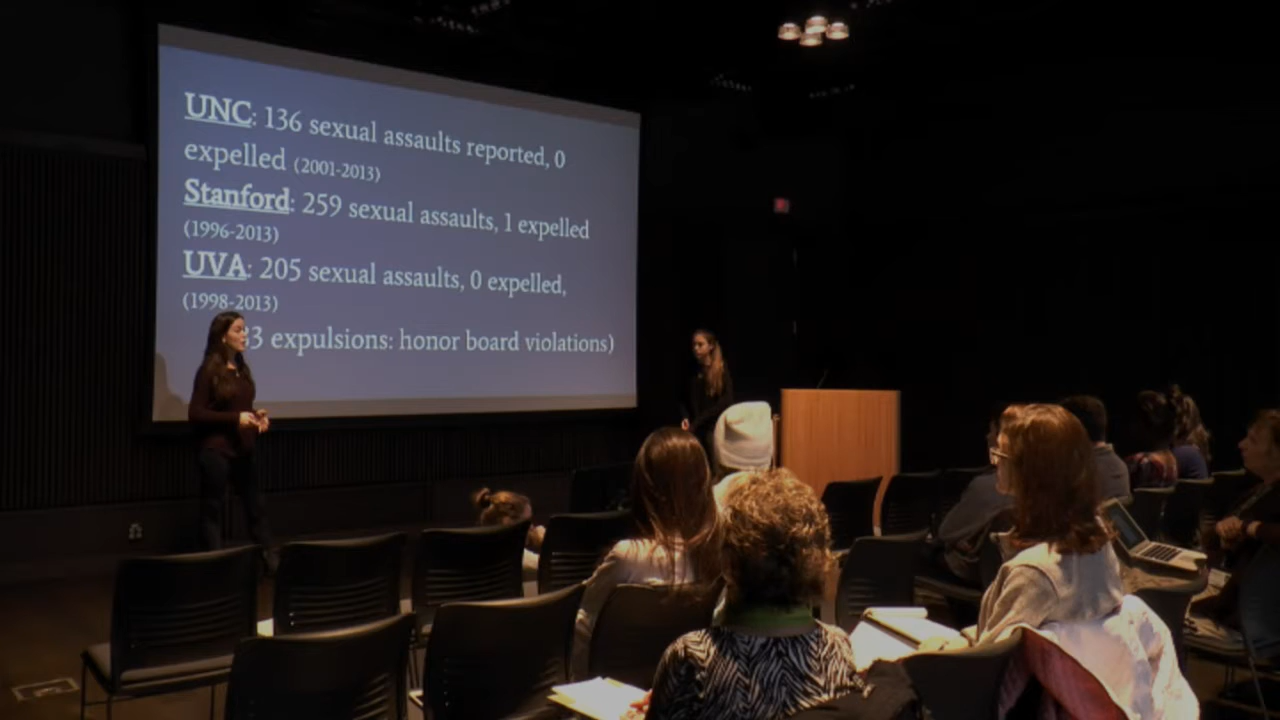 UNC: 136 sexual assaults reported, 0
expelled (2001-2013)
Stanford: 259 sexual assaults, 1 expelled
(1996-2013)
UVA: 205 sexual assaults, 0 expelled,
(1998-2013)
3 expulsions: honor board violations)